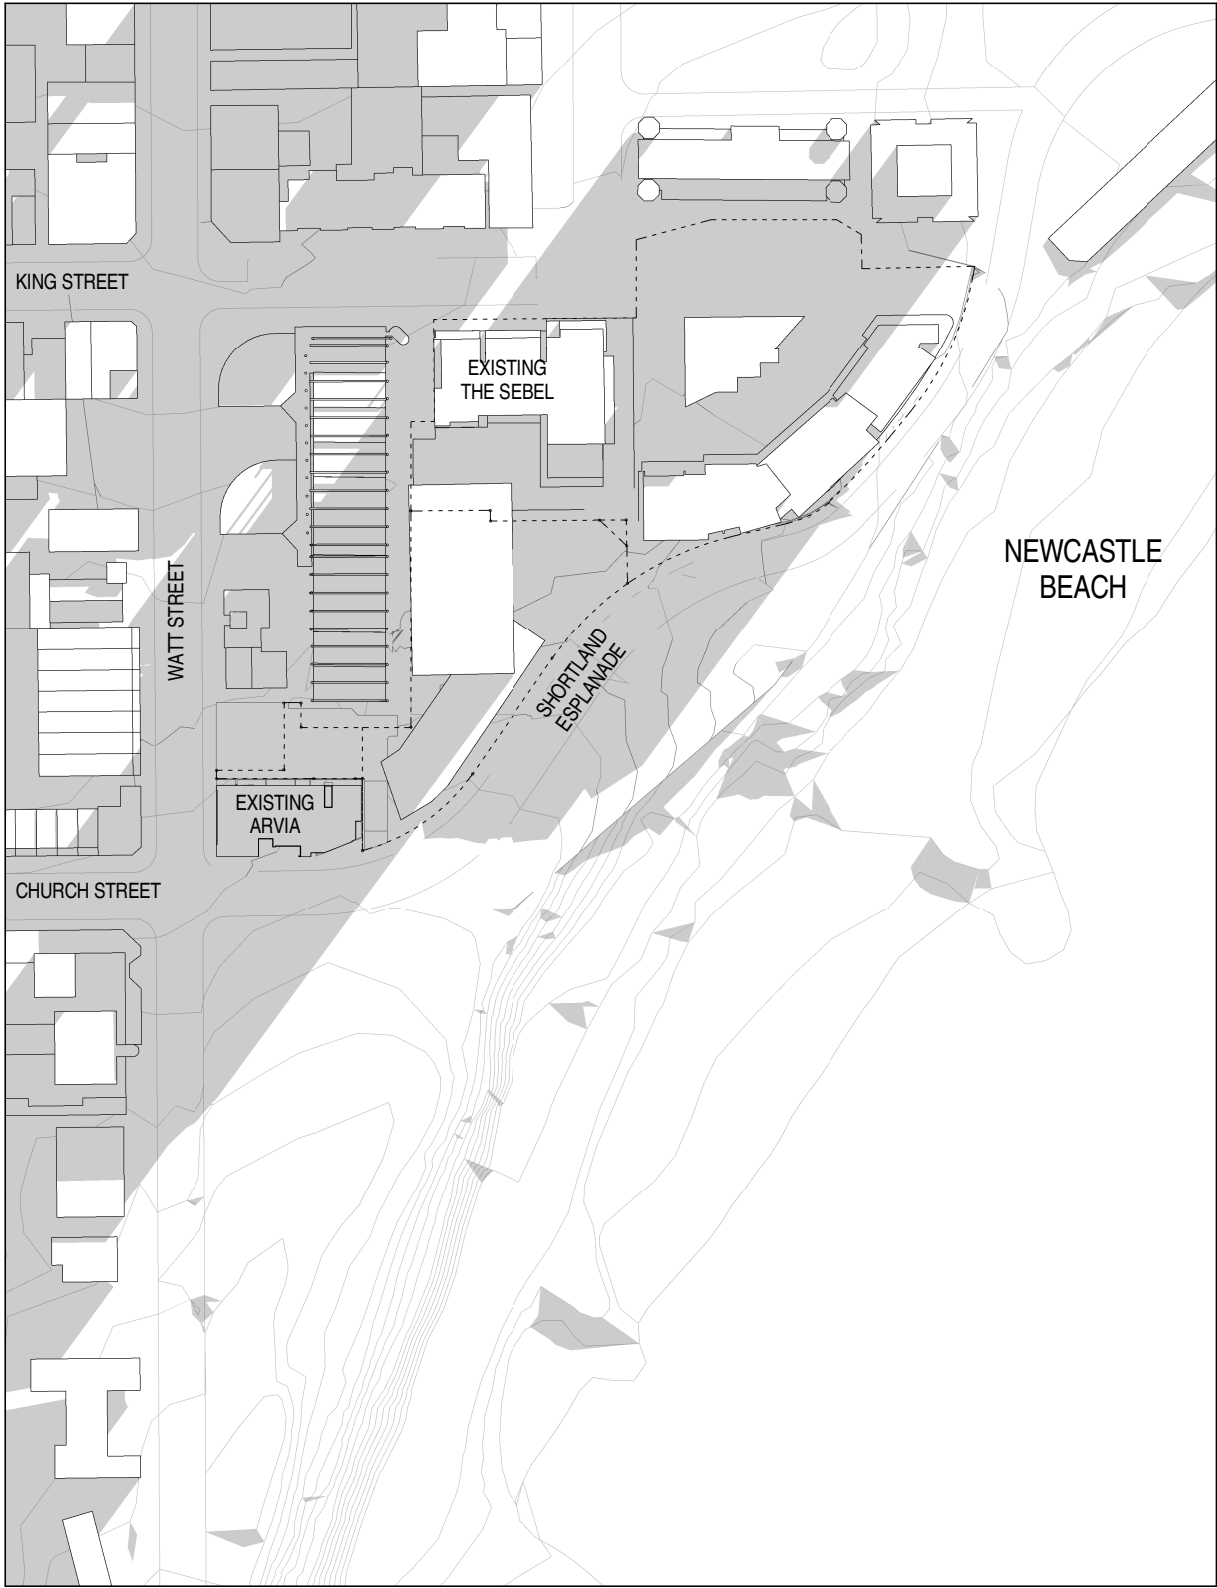 KING STREET
EXISTING
THE SEBEL
NEWCASTLE
BEACH
WATT STREET
SHORTLAND
ESPLANADE
EXISTING
ARVIA
CHURCH STREET